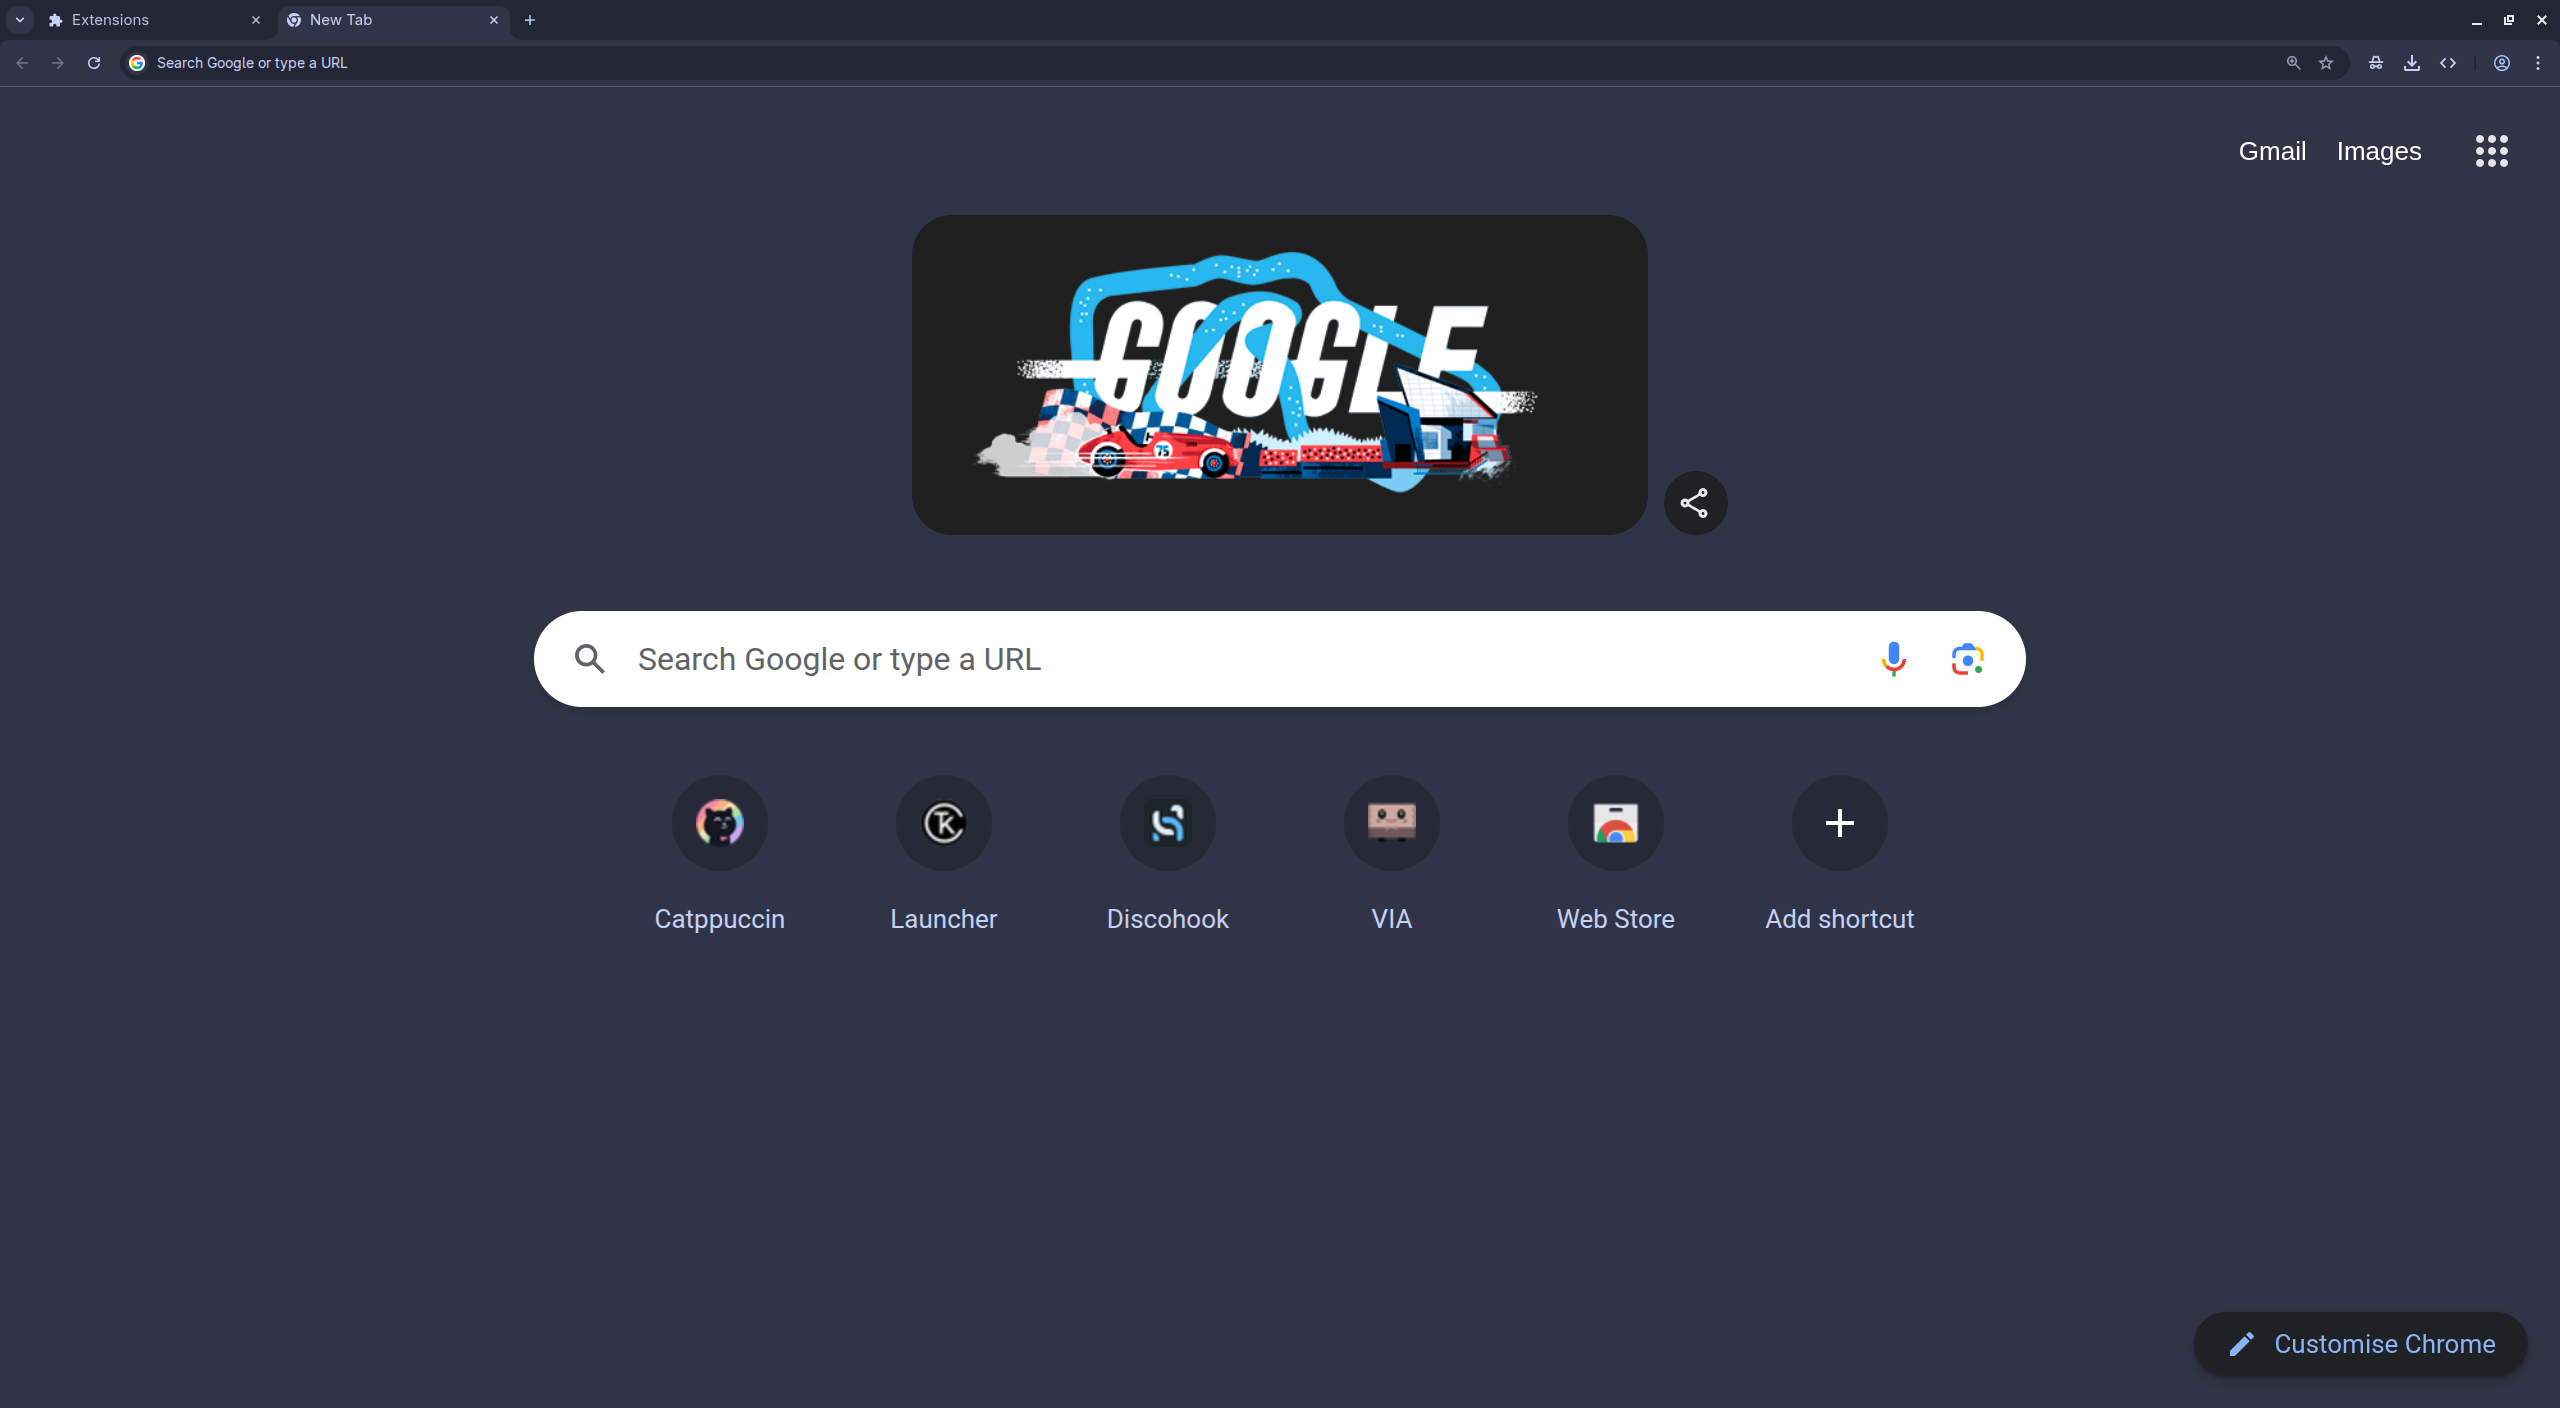 Extensions
New Tab
Search Google or type a URL
Gmail Images
GOOGLE
75
Search Google or type a URL
Catppuccin
Launcher
Discohook
VIA
Web Store
Add shortcut
Customise Chrome